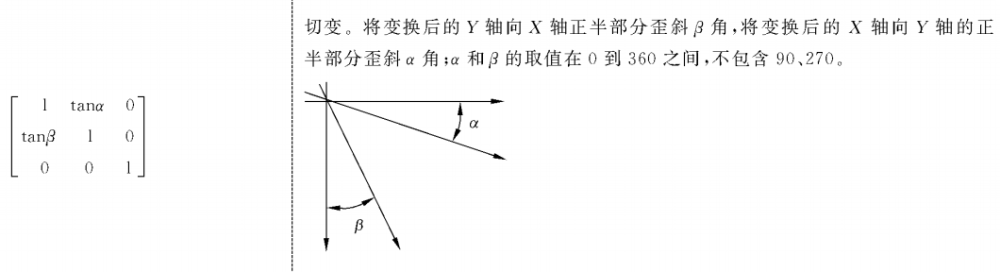 切变。将变换后的 Y 轴向 X 轴正半部分歪斜 β 角,将变换后的 X 轴向 Y 轴的正
半部分歪斜 α 角;α 和 β 的取值在 0 到 360 之间,不包含 90、270。
1 tanα 0
tanβ 1 0
0 0 1
α
β